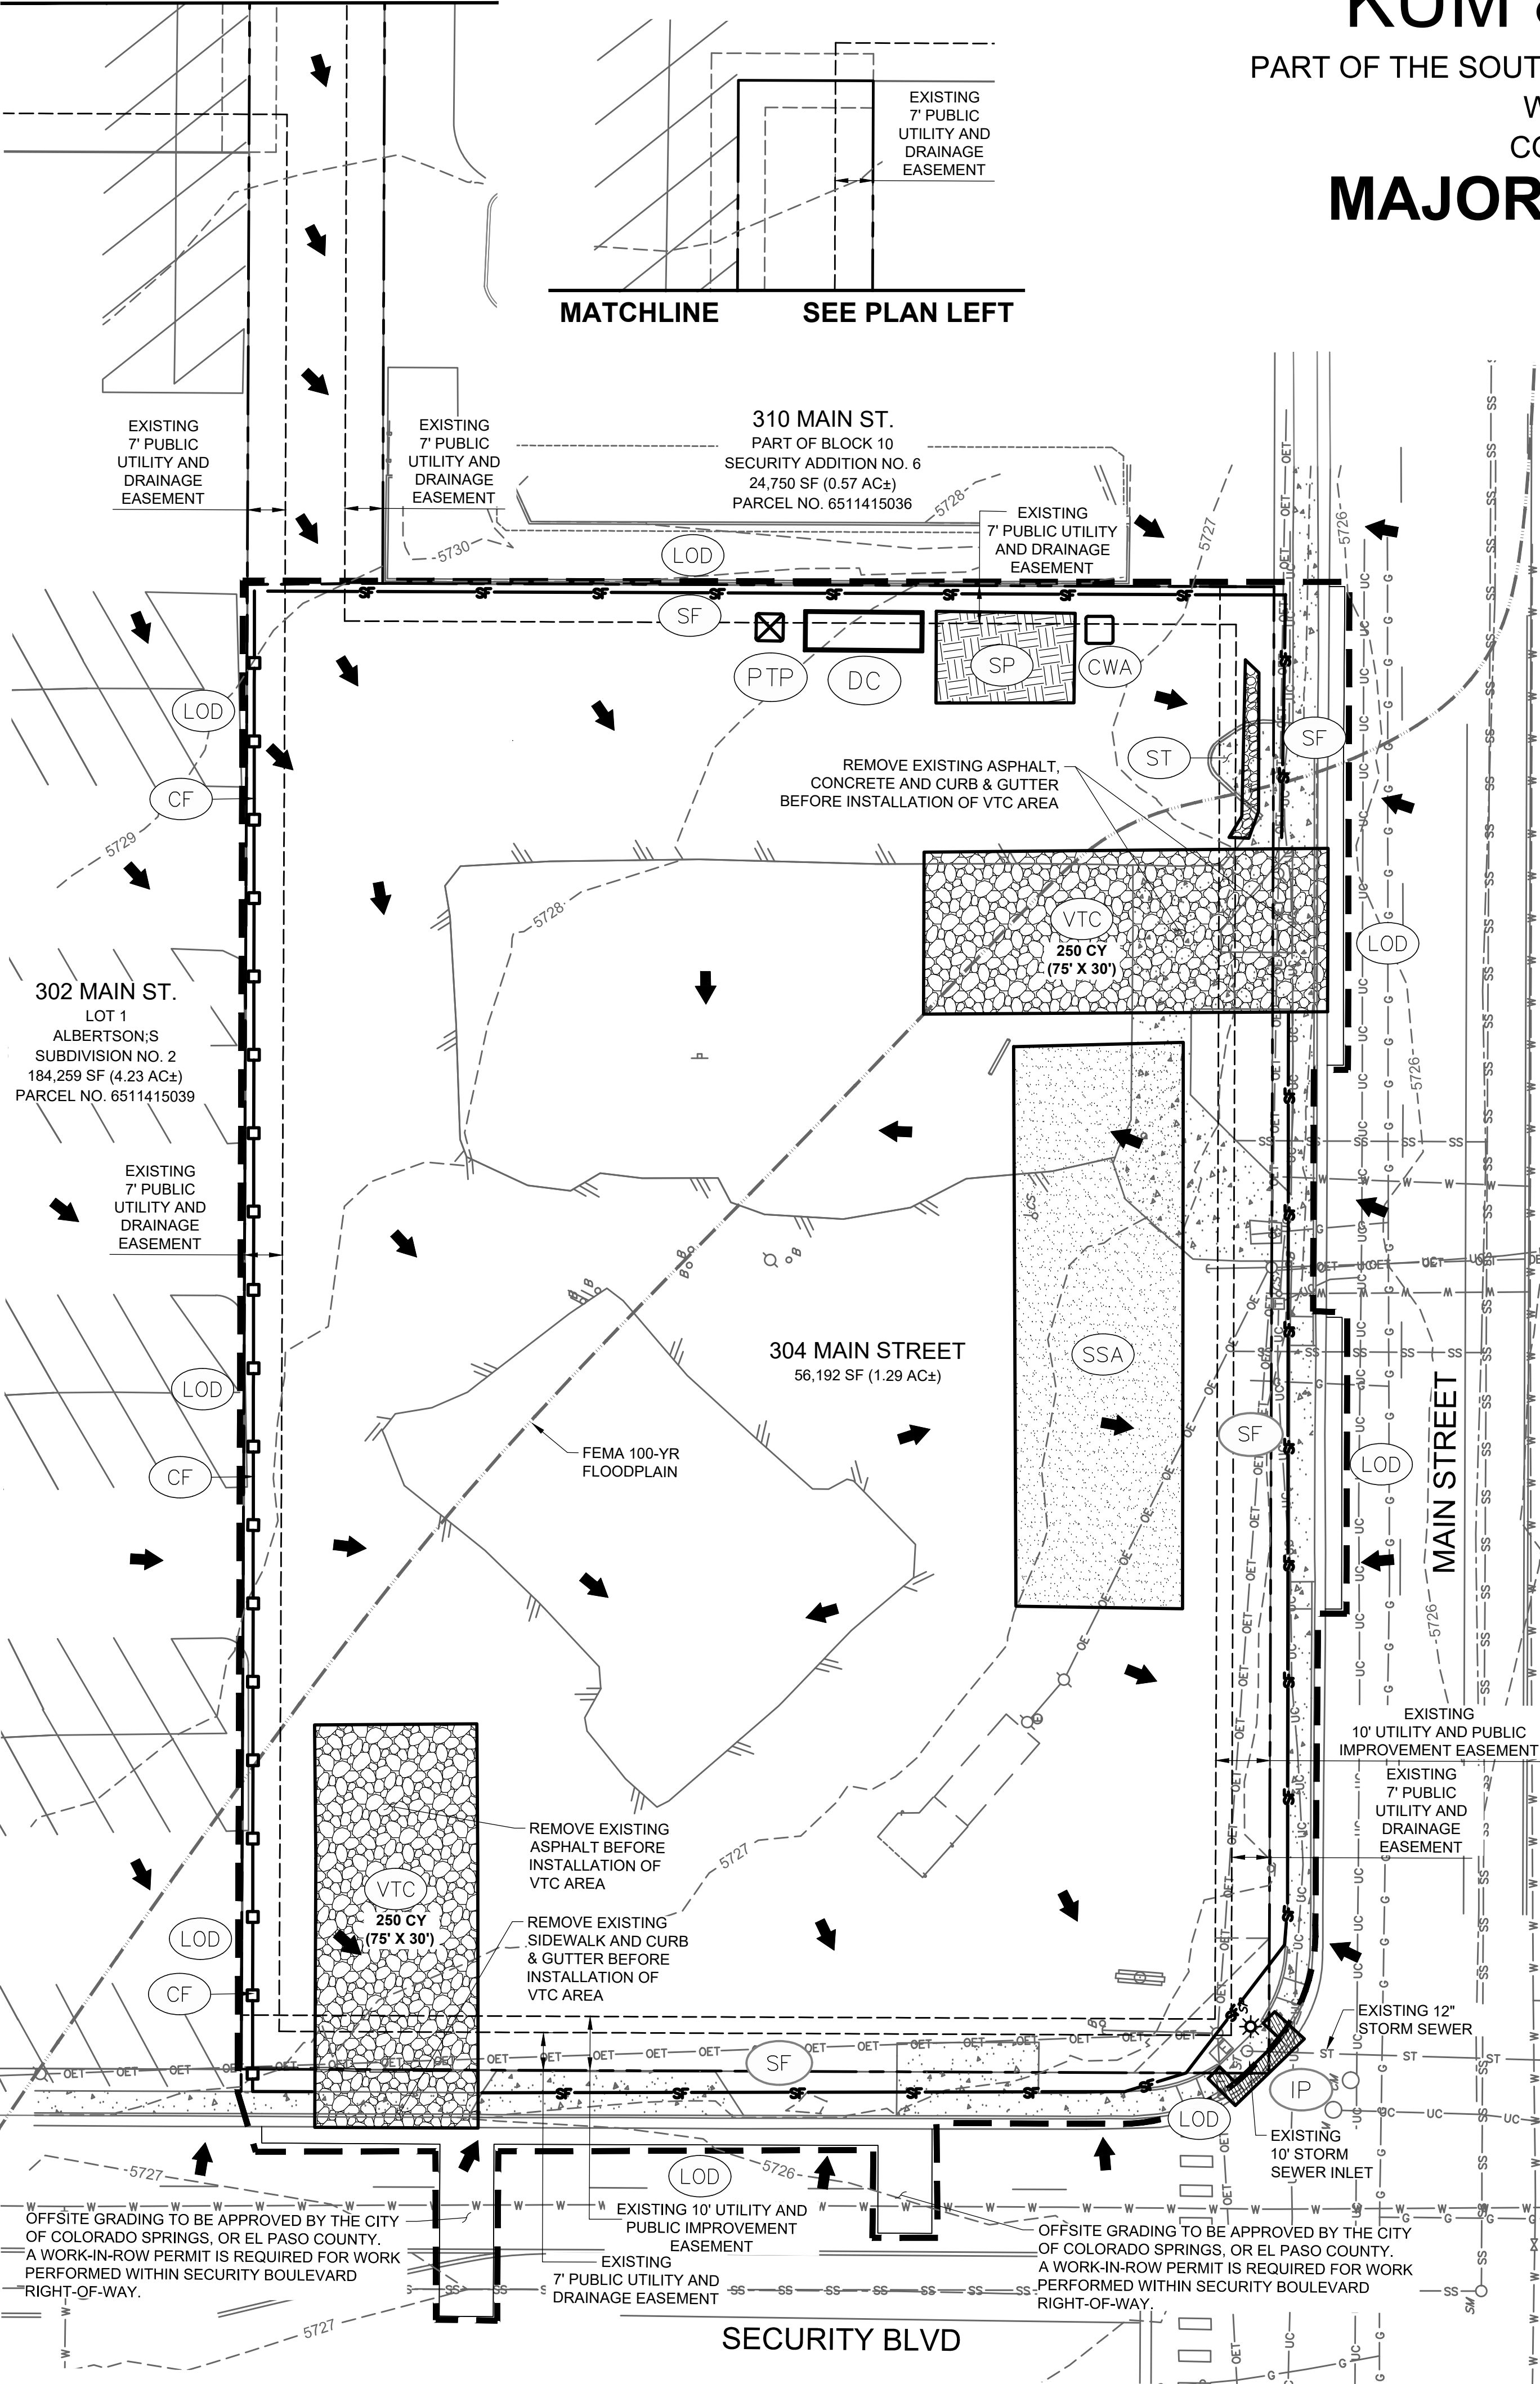 KUM &
PART OF THE SOUT
W
CO
MAJOR
EXISTING
7' PUBLIC
UTILITY AND
DRAINAGE
EASEMENT
MATCHLINE SEE PLAN LEFT
EXISTING
7' PUBLIC
UTILITY AND
DRAINAGE
EASEMENT
EXISTING
7' PUBLIC
UTILITY AND
DRAINAGE
EASEMENT
310 MAIN ST.
PART OF BLOCK 10
SECURITY ADDITION NO. 6
24,750 SF (0.57 AC±)
PARCEL NO. 6511415036
EXISTING
7' PUBLIC UTILITY
AND DRAINAGE
EASEMENT
5730
5728
5727
5726
LOD
SF
PTP
DC
SP
CWA
LOD
CF
5729
ST
SF
REMOVE EXISTING ASPHALT,
CONCRETE AND CURB & GUTTER
BEFORE INSTALLATION OF VTC AREA
5728
VTC
250 CY
(75' X 30')
LOD
302 MAIN ST.
LOT 1
ALBERTSON;S
SUBDIVISION NO. 2
184,259 SF (4.23 AC±)
PARCEL NO. 6511415039
5726
EXISTING
7' PUBLIC
UTILITY AND
DRAINAGE
EASEMENT
304 MAIN STREET
56,192 SF (1.29 AC±)
SSA
LOD
CF
FEMA 100-YR
FLOODPLAIN
SF
LOD
MAIN STREET
5726
EXISTING
10' UTILITY AND PUBLIC
IMPROVEMENT EASEMENT
EXISTING
7' PUBLIC
UTILITY AND
DRAINAGE
EASEMENT
REMOVE EXISTING
ASPHALT BEFORE
INSTALLATION OF
VTC AREA
5727
VTC
250 CY
(75' X 30')
REMOVE EXISTING
SIDEWALK AND CURB
& GUTTER BEFORE
INSTALLATION OF
VTC AREA
LOD
CF
EXISTING 12"
STORM SEWER
SF
IP
LOD
EXISTING
10' STORM
SEWER INLET
5727
LOD
5726
OFFSITE GRADING TO BE APPROVED BY THE CITY
OF COLORADO SPRINGS, OR EL PASO COUNTY.
A WORK-IN-ROW PERMIT IS REQUIRED FOR WORK
PERFORMED WITHIN SECURITY BOULEVARD
RIGHT-OF-WAY.
EXISTING 10' UTILITY AND
PUBLIC IMPROVEMENT
EASEMENT
EXISTING
7' PUBLIC UTILITY AND
DRAINAGE EASEMENT
OFFSITE GRADING TO BE APPROVED BY THE CITY
OF COLORADO SPRINGS, OR EL PASO COUNTY.
A WORK-IN-ROW PERMIT IS REQUIRED FOR WORK
PERFORMED WITHIN SECURITY BOULEVARD
RIGHT-OF-WAY.
5727
SECURITY BLVD